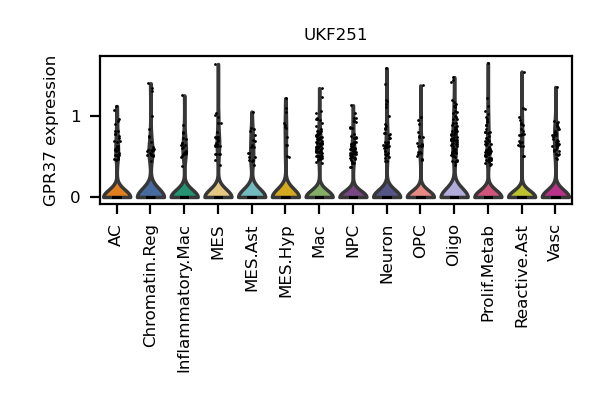 UKF251
GPR37 expression
1
0
AC
Chromatin.Reg
Inflammatory.Mac
MES
MES.Ast
MES.Hyp
Mac
NPC
Neuron
OPC
Oligo
Prolif.Metab
Reactive.Ast
Vasc